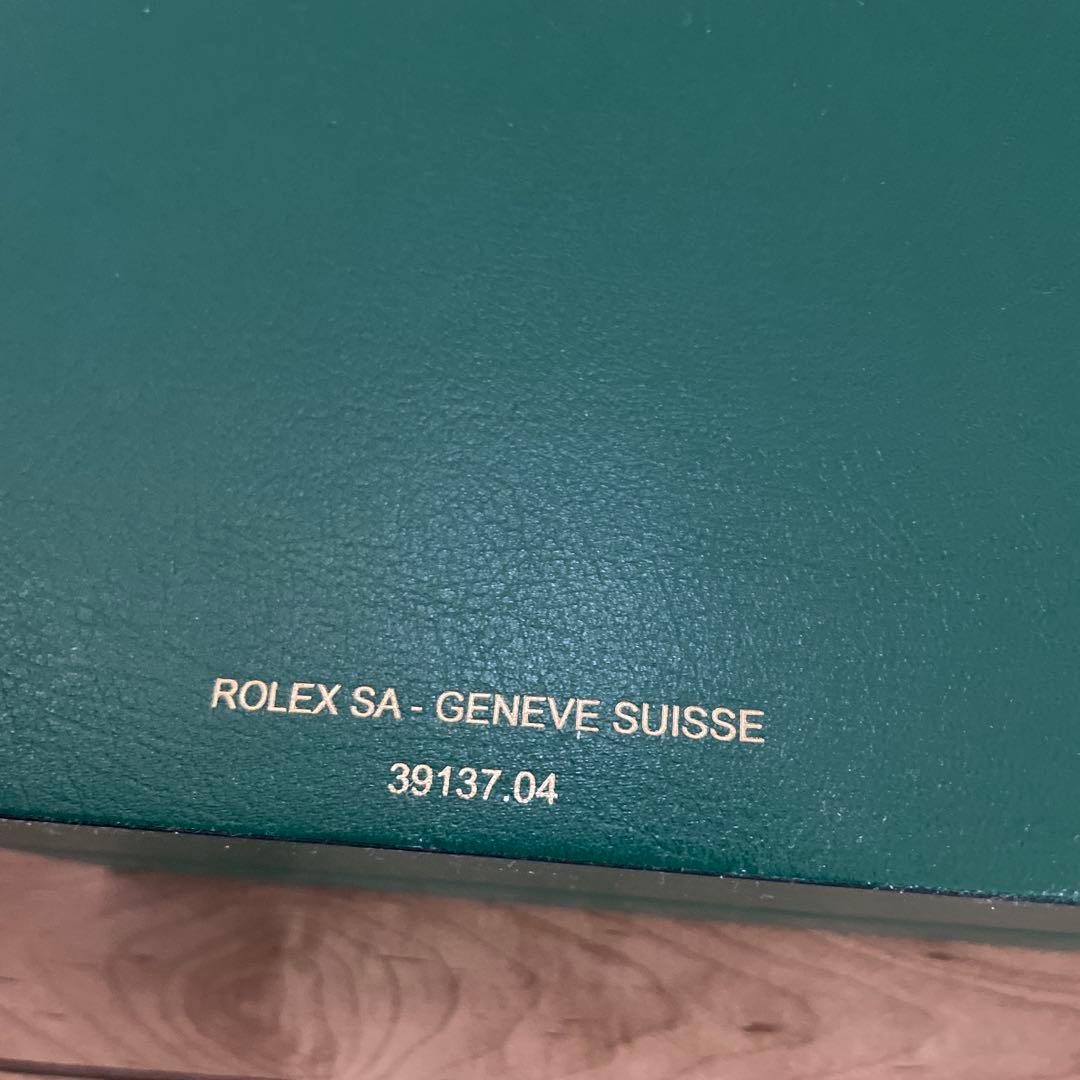 ROLEX SA - GENEVE SUISSE
39137.04